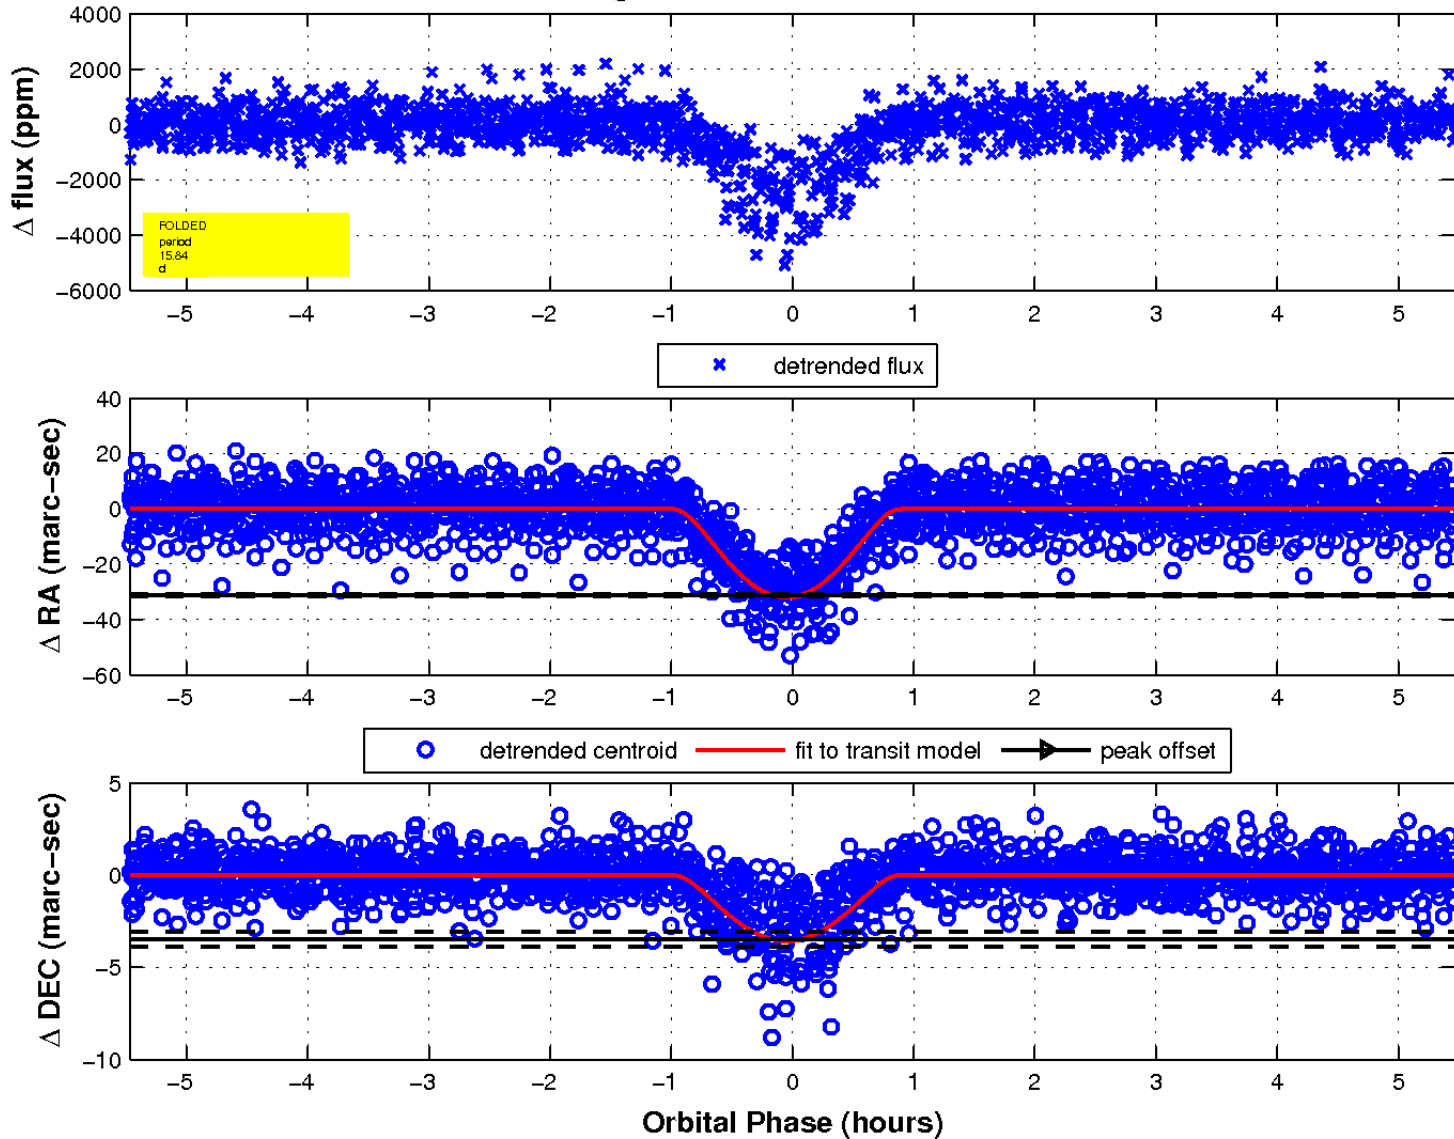 4000
2000
0
−2000
−4000
−6000
Δ flux (ppm)
FOLDED
period
15.84
d
−5 −4 −3 −2 −1 0 1 2 3 4 5
detrended flux
40
20
0
−20
−40
−60
Δ RA (marc−sec)
−5 −4 −3 −2 −1 0 1 2 3 4 5
detrended centroid fit to transit model peak offset
5
0
−5
−10
Δ DEC (marc−sec)
−5 −4 −3 −2 −1 0 1 2 3 4 5
Orbital Phase (hours)